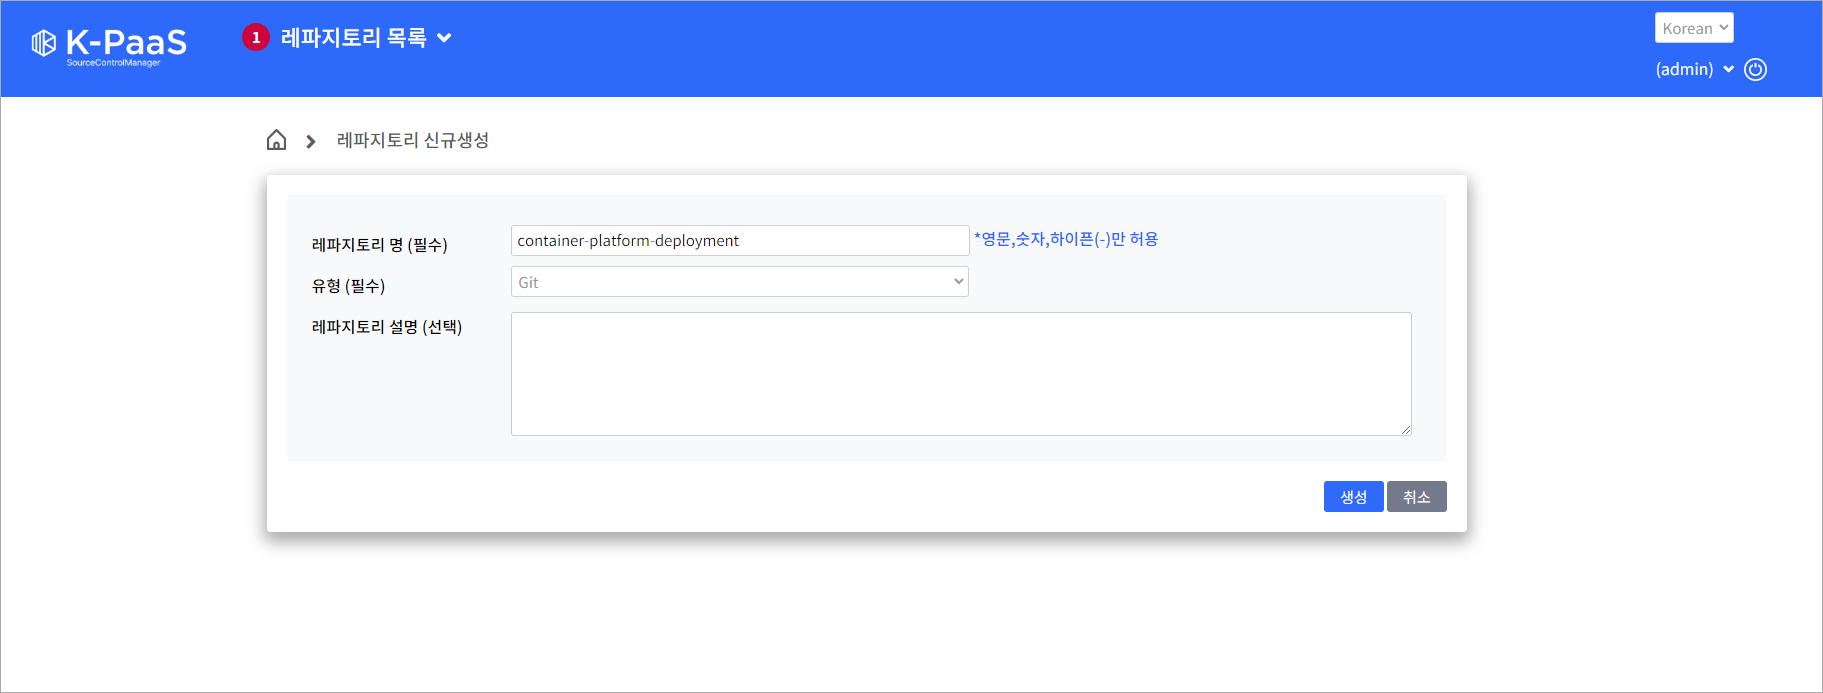 K-PaaS
SourceControlManager
1 레파지토리 목록
Korean
(admin)
레파지토리 신규생성
레파지토리 명 (필수) container-platform-deployment *영문,숫자,하이픈(-)만 허용
유형 (필수) Git
레파지토리 설명 (선택)
생성 취소